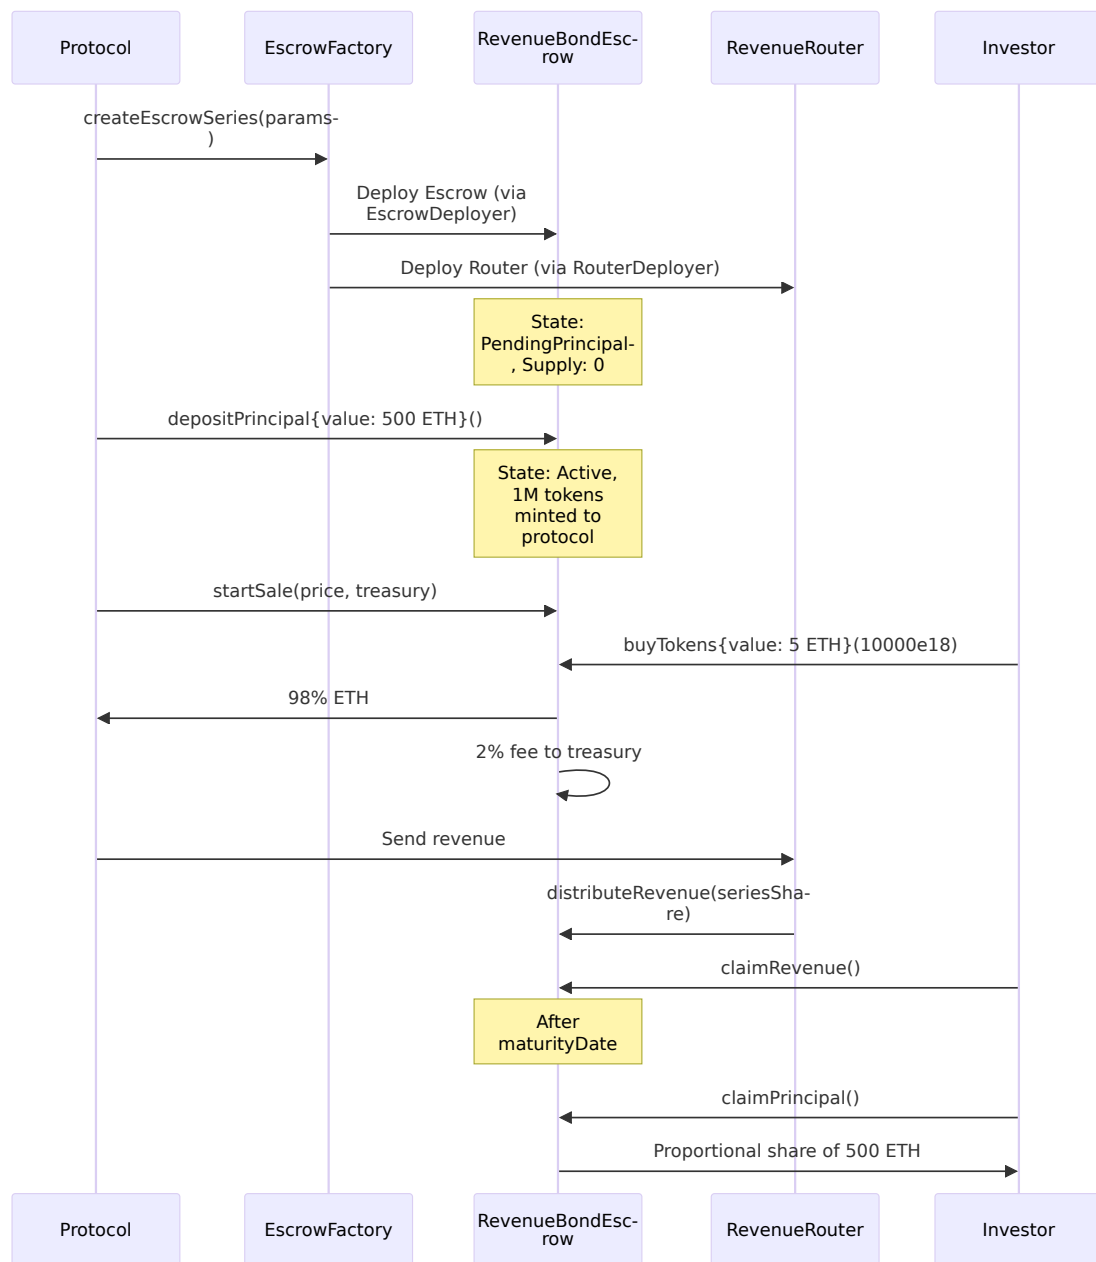 Protocol
EscrowFactory
RevenueBondEsc-
row
RevenueRouter
Investor
createEscrowSeries(params-
)
Deploy Escrow (via
EscrowDeployer)
Deploy Router (via RouterDeployer)
State:
PendingPrincipal-
, Supply: 0
depositPrincipal{value: 500 ETH}()
State: Active,
1M tokens
minted to
protocol
startSale(price, treasury)
buyTokens{value: 5 ETH}(10000e18)
98% ETH
2% fee to treasury
Send revenue
distributeRevenue(seriesSha-
re)
claimRevenue()
After
maturityDate
claimPrincipal()
Proportional share of 500 ETH
Protocol
EscrowFactory
RevenueBondEsc-
row
RevenueRouter
Investor